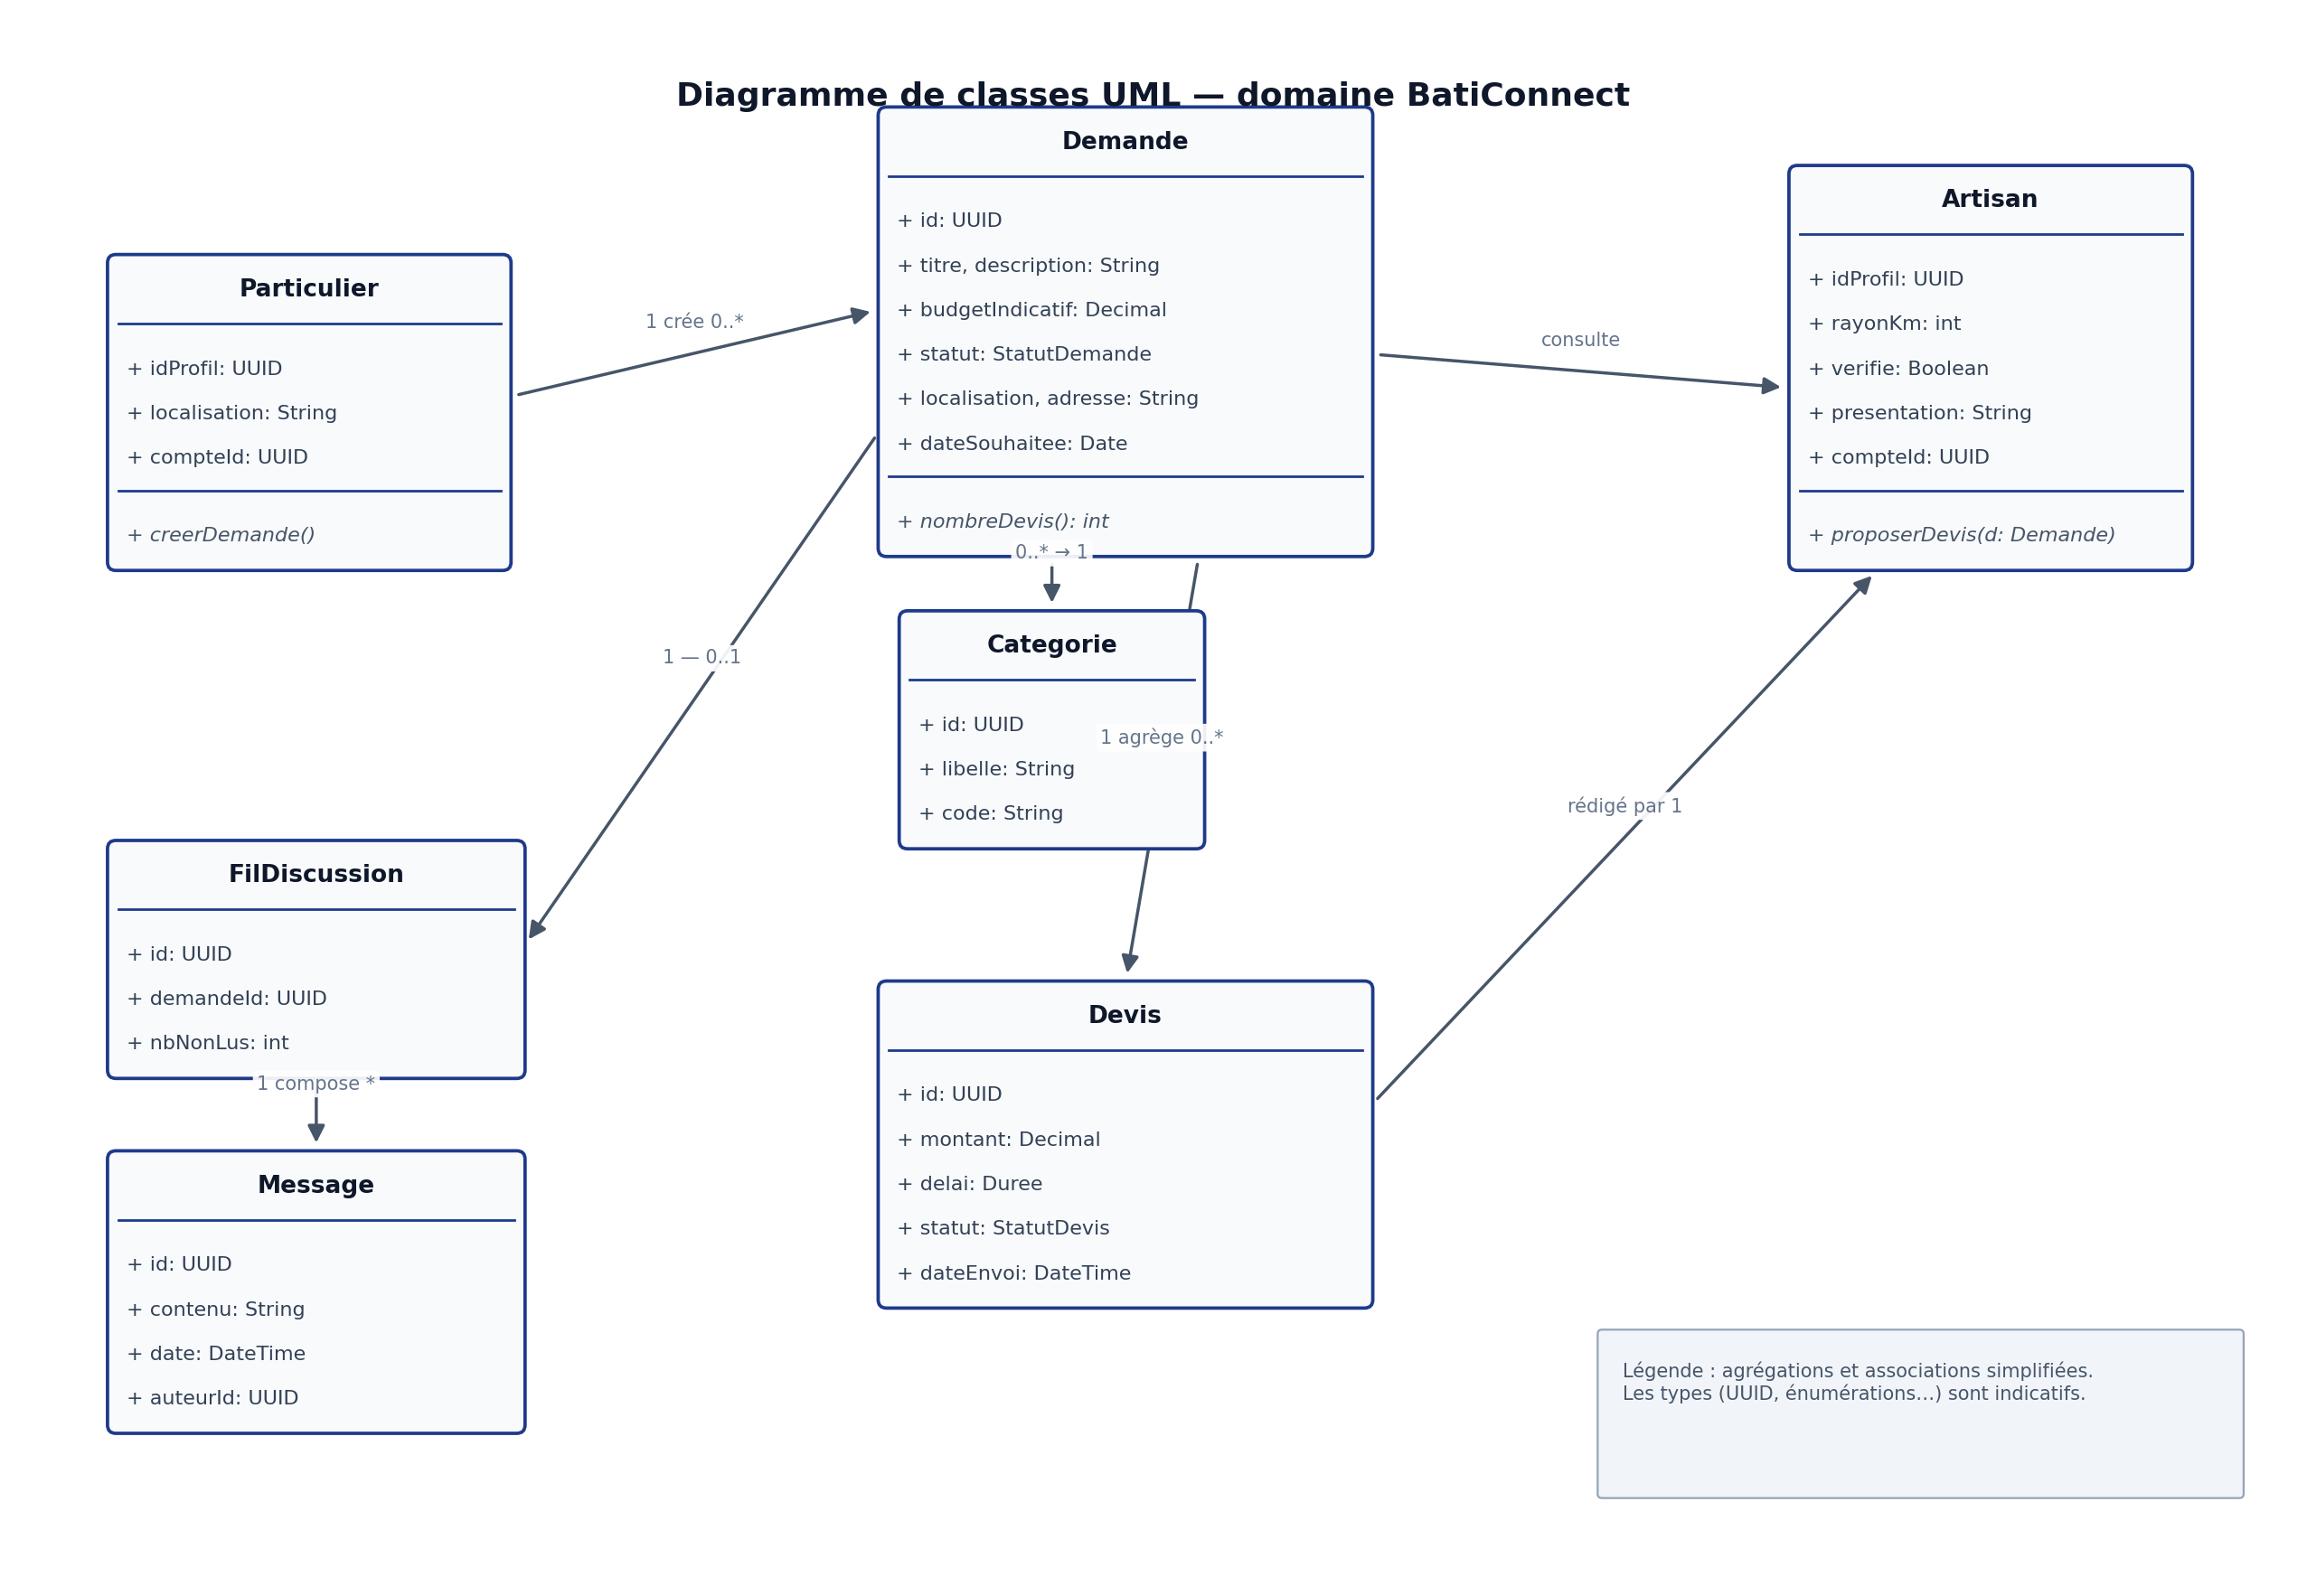 Diagramme de classes UML — domaine BatiConnect
Particulier
+ idProfil: UUID
+ localisation: String
+ compteId: UUID
+ creerDemande()
1 crée 0..*
Demande
+ id: UUID
+ titre, description: String
+ budgetIndicatif: Decimal
+ statut: StatutDemande
+ localisation, adresse: String
+ dateSouhaitee: Date
+ nombreDevis(): int
consulte
Artisan
+ idProfil: UUID
+ rayonKm: int
+ verifie: Boolean
+ presentation: String
+ compteId: UUID
+ proposerDevis(d: Demande)
0..* → 1
1 — 0..1
Categorie
+ id: UUID
+ libelle: String
+ code: String
1 agrège 0..*
rédigé par 1
FilDiscussion
+ id: UUID
+ demandeId: UUID
+ nbNonLus: int
1 compose *
Message
+ id: UUID
+ contenu: String
+ date: DateTime
+ auteurId: UUID
Devis
+ id: UUID
+ montant: Decimal
+ delai: Duree
+ statut: StatutDevis
+ dateEnvoi: DateTime
Légende : agrégations et associations simplifiées.
Les types (UUID, énumérations…) sont indicatifs.